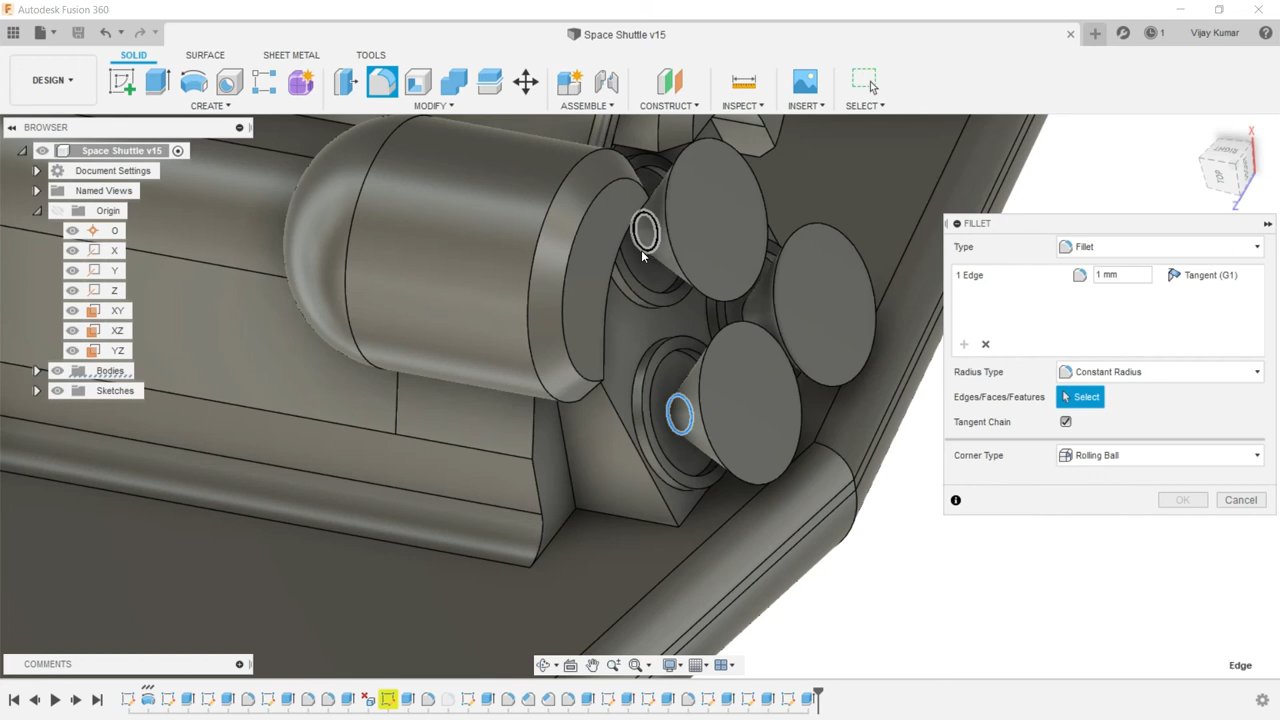 Autodesk Fusion 360
Space Shuttle v15
1
Vijay Kumar
DESIGN
SOLID
SURFACE
SHEET METAL
TOOLS
CREATE
MODIFY
ASSEMBLE
CONSTRUCT
INSPECT
INSERT
SELECT
BROWSER
Space Shuttle v15
Document Settings
Named Views
Origin
O
X
Y
Z
XY
XZ
YZ
Bodies
Sketches
X
Z
RIGHT
TOP
FILLET
Type
Fillet
1 Edge
1 mm
Tangent (G1)
Radius Type
Constant Radius
Edges/Faces/Features
Select
Tangent Chain
Corner Type
Rolling Ball
OK
Cancel
COMMENTS
Edge